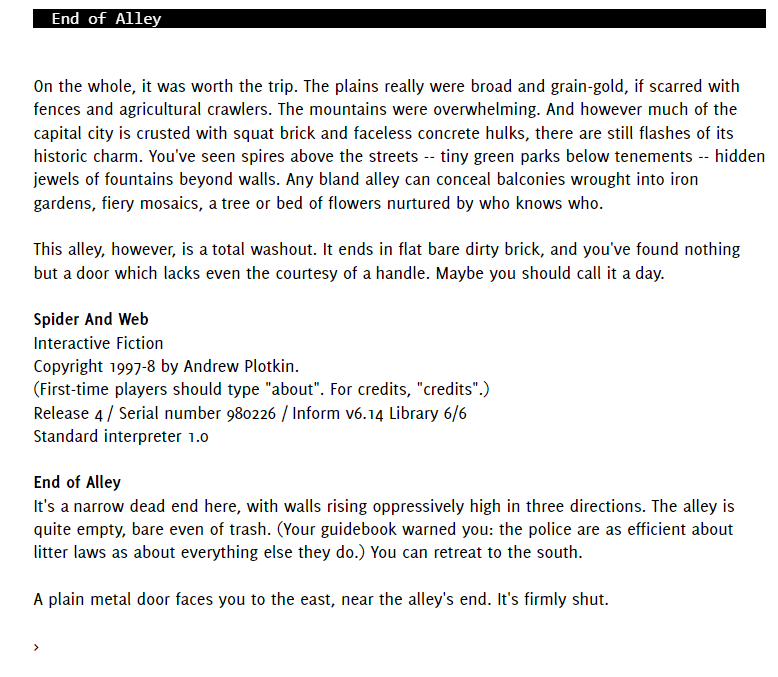 End of Alley
On the whole, it was worth the trip. The plains really were broad and grain-gold, if scarred with
fences and agricultural crawlers. The mountains were overwhelming. And however much of the
capital city is crusted with squat brick and faceless concrete hulks, there are still flashes of its
historic charm. You've seen spires above the streets -- tiny green parks below tenements -- hidden
jewels of fountains beyond walls. Any bland alley can conceal balconies wrought into iron
gardens, fiery mosaics, a tree or bed of flowers nurtured by who knows who.
This alley, however, is a total washout. It ends in flat bare dirty brick, and you've found nothing
but a door which lacks even the courtesy of a handle. Maybe you should call it a day.
Spider And Web
Interactive Fiction
Copyright 1997-8 by Andrew Plotkin.
(First-time players should type "about". For credits, "credits".)
Release 4 / Serial number 980226 / Inform v6.14 Library 6/6
Standard interpreter 1.0
End of Alley
It's a narrow dead end here, with walls rising oppressively high in three directions. The alley is
quite empty, bare even of trash. (Your guidebook warned you: the police are as efficient about
litter laws as about everything else they do.) You can retreat to the south.
A plain metal door faces you to the east, near the alley's end. It's firmly shut.
>